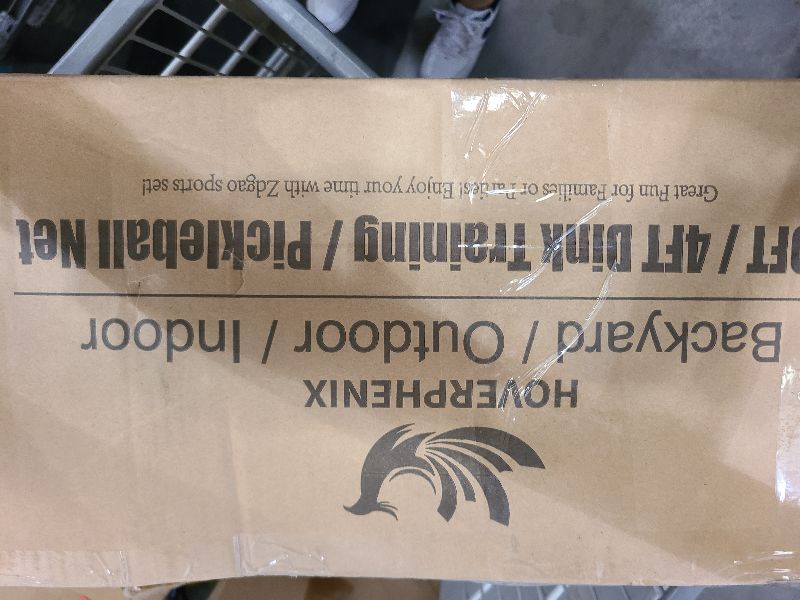 HOVERPHENIX
Backyard / Outdoor / Indoor
FT / 4FT Dink Training / Pickleball Net
Great Fun for Families or Parties! Enjoy your time with Zdgao sports set!